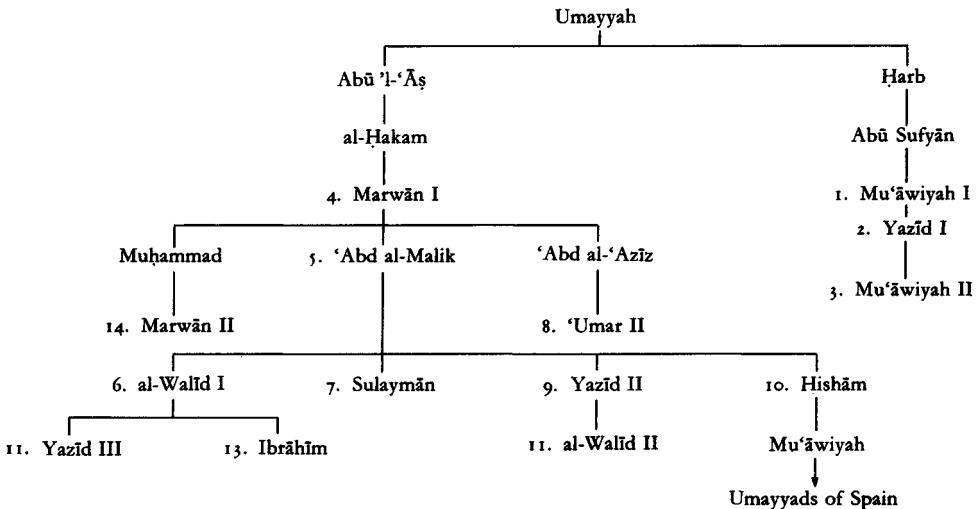 Umayyah
Abū ’l-‘Āṣ Ḥarb
al-Ḥakam Abū Sufyān
4. Marwān I 1. Mu‘āwiyah I
2. Yazīd I
Muḥammad 5. ‘Abd al-Malik ‘Abd al-‘Azīz
3. Mu‘āwiyah II
14. Marwān II 8. ‘Umar II
6. al-Walīd I 7. Sulaymān 9. Yazīd II 10. Hishām
11. Yazīd III 13. Ibrāhīm 11. al-Walīd II Mu‘āwiyah
Umayyads of Spain